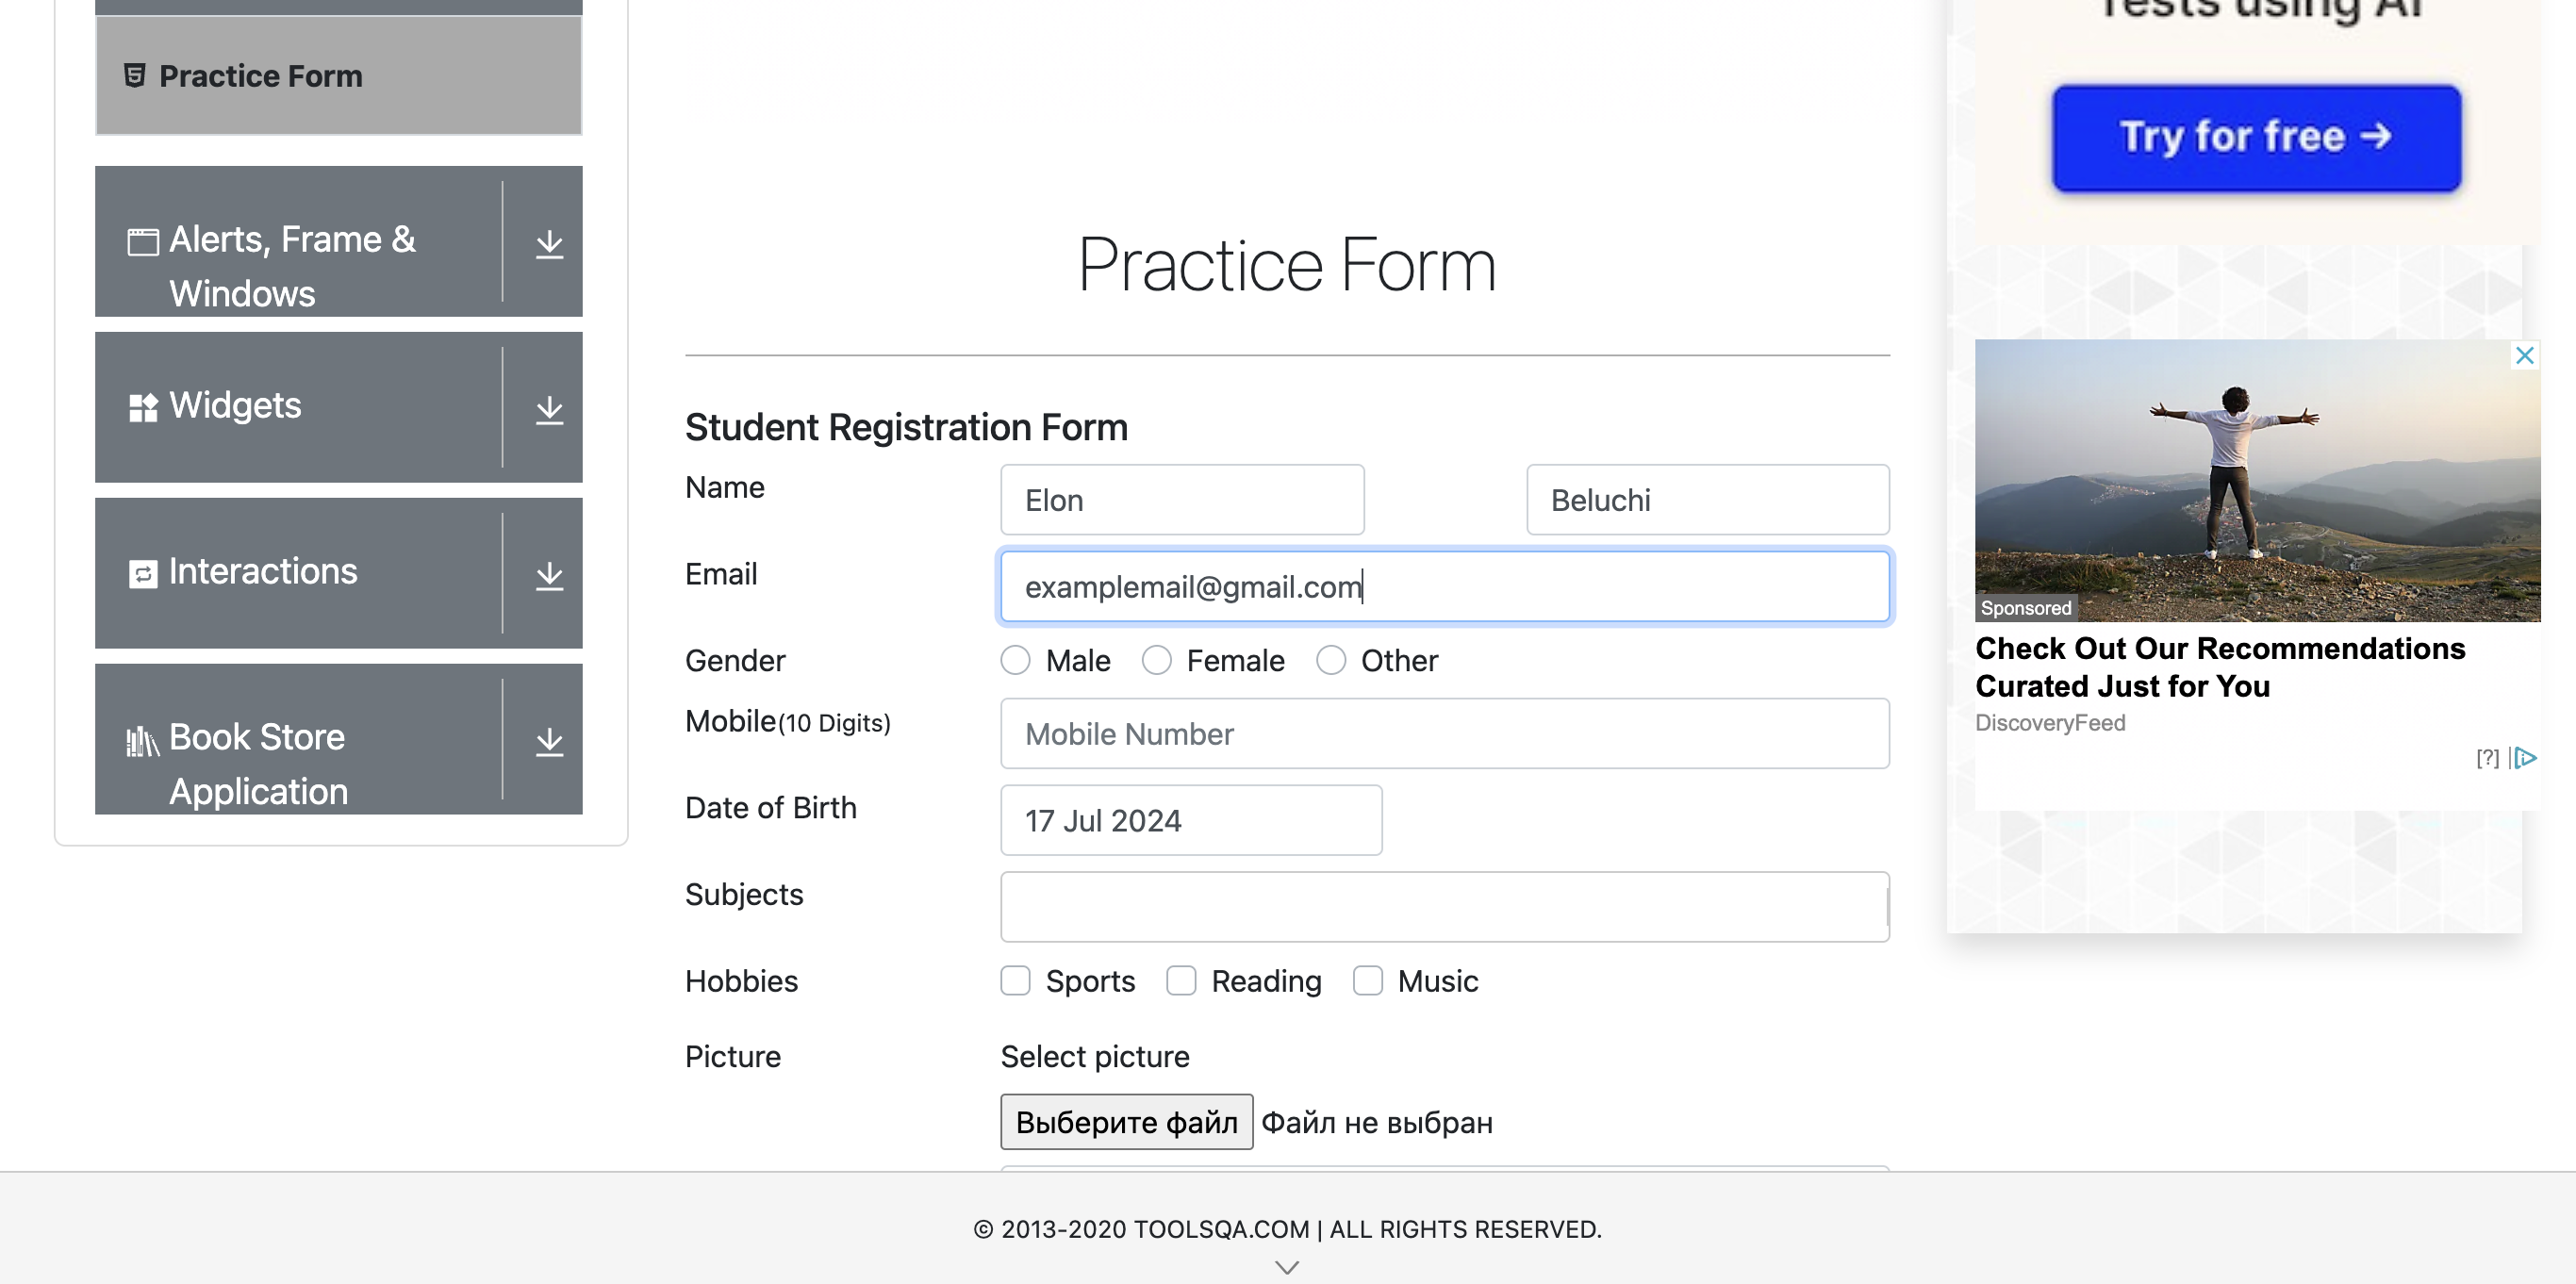 Practice Form
Alerts, Frame &
Windows
Widgets
Interactions
Book Store
Application
Practice Form
Student Registration Form
Name
Elon
Beluchi
Email
examplemail@gmail.com
Gender
Male
Female
Other
Mobile(10 Digits)
Mobile Number
Date of Birth
17 Jul 2024
Subjects
Hobbies
Sports
Reading
Music
Picture
Select picture
Выберите файл
Файл не выбран
Tests using AI
Try for free →
Sponsored
Check Out Our Recommendations
Curated Just for You
DiscoveryFeed
[?]
© 2013-2020 TOOLSQA.COM | ALL RIGHTS RESERVED.